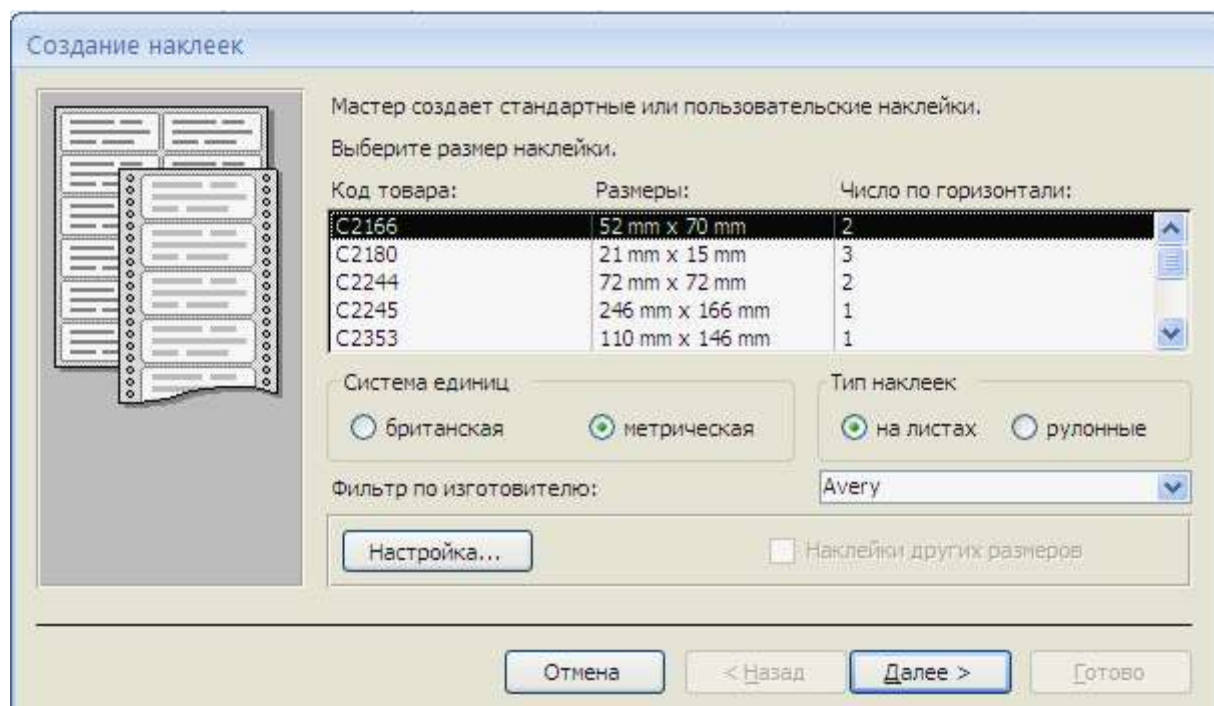 Создание наклеек
Мастер создает стандартные или пользовательские наклейки.
Выберите размер наклейки.
Код товара: Размеры: Число по горизонтали:
C2166 52 mm x 70 mm 2
C2180 21 mm x 15 mm 3
C2244 72 mm x 72 mm 2
C2245 246 mm x 166 mm 1
C2353 110 mm x 146 mm 1
Система единиц Тип наклеек
британская метрическая на листах рулонные
Фильтр по изготовителю: Avery
Настройка... Наклейки других размеров
Отмена < Назад Далее > Готово